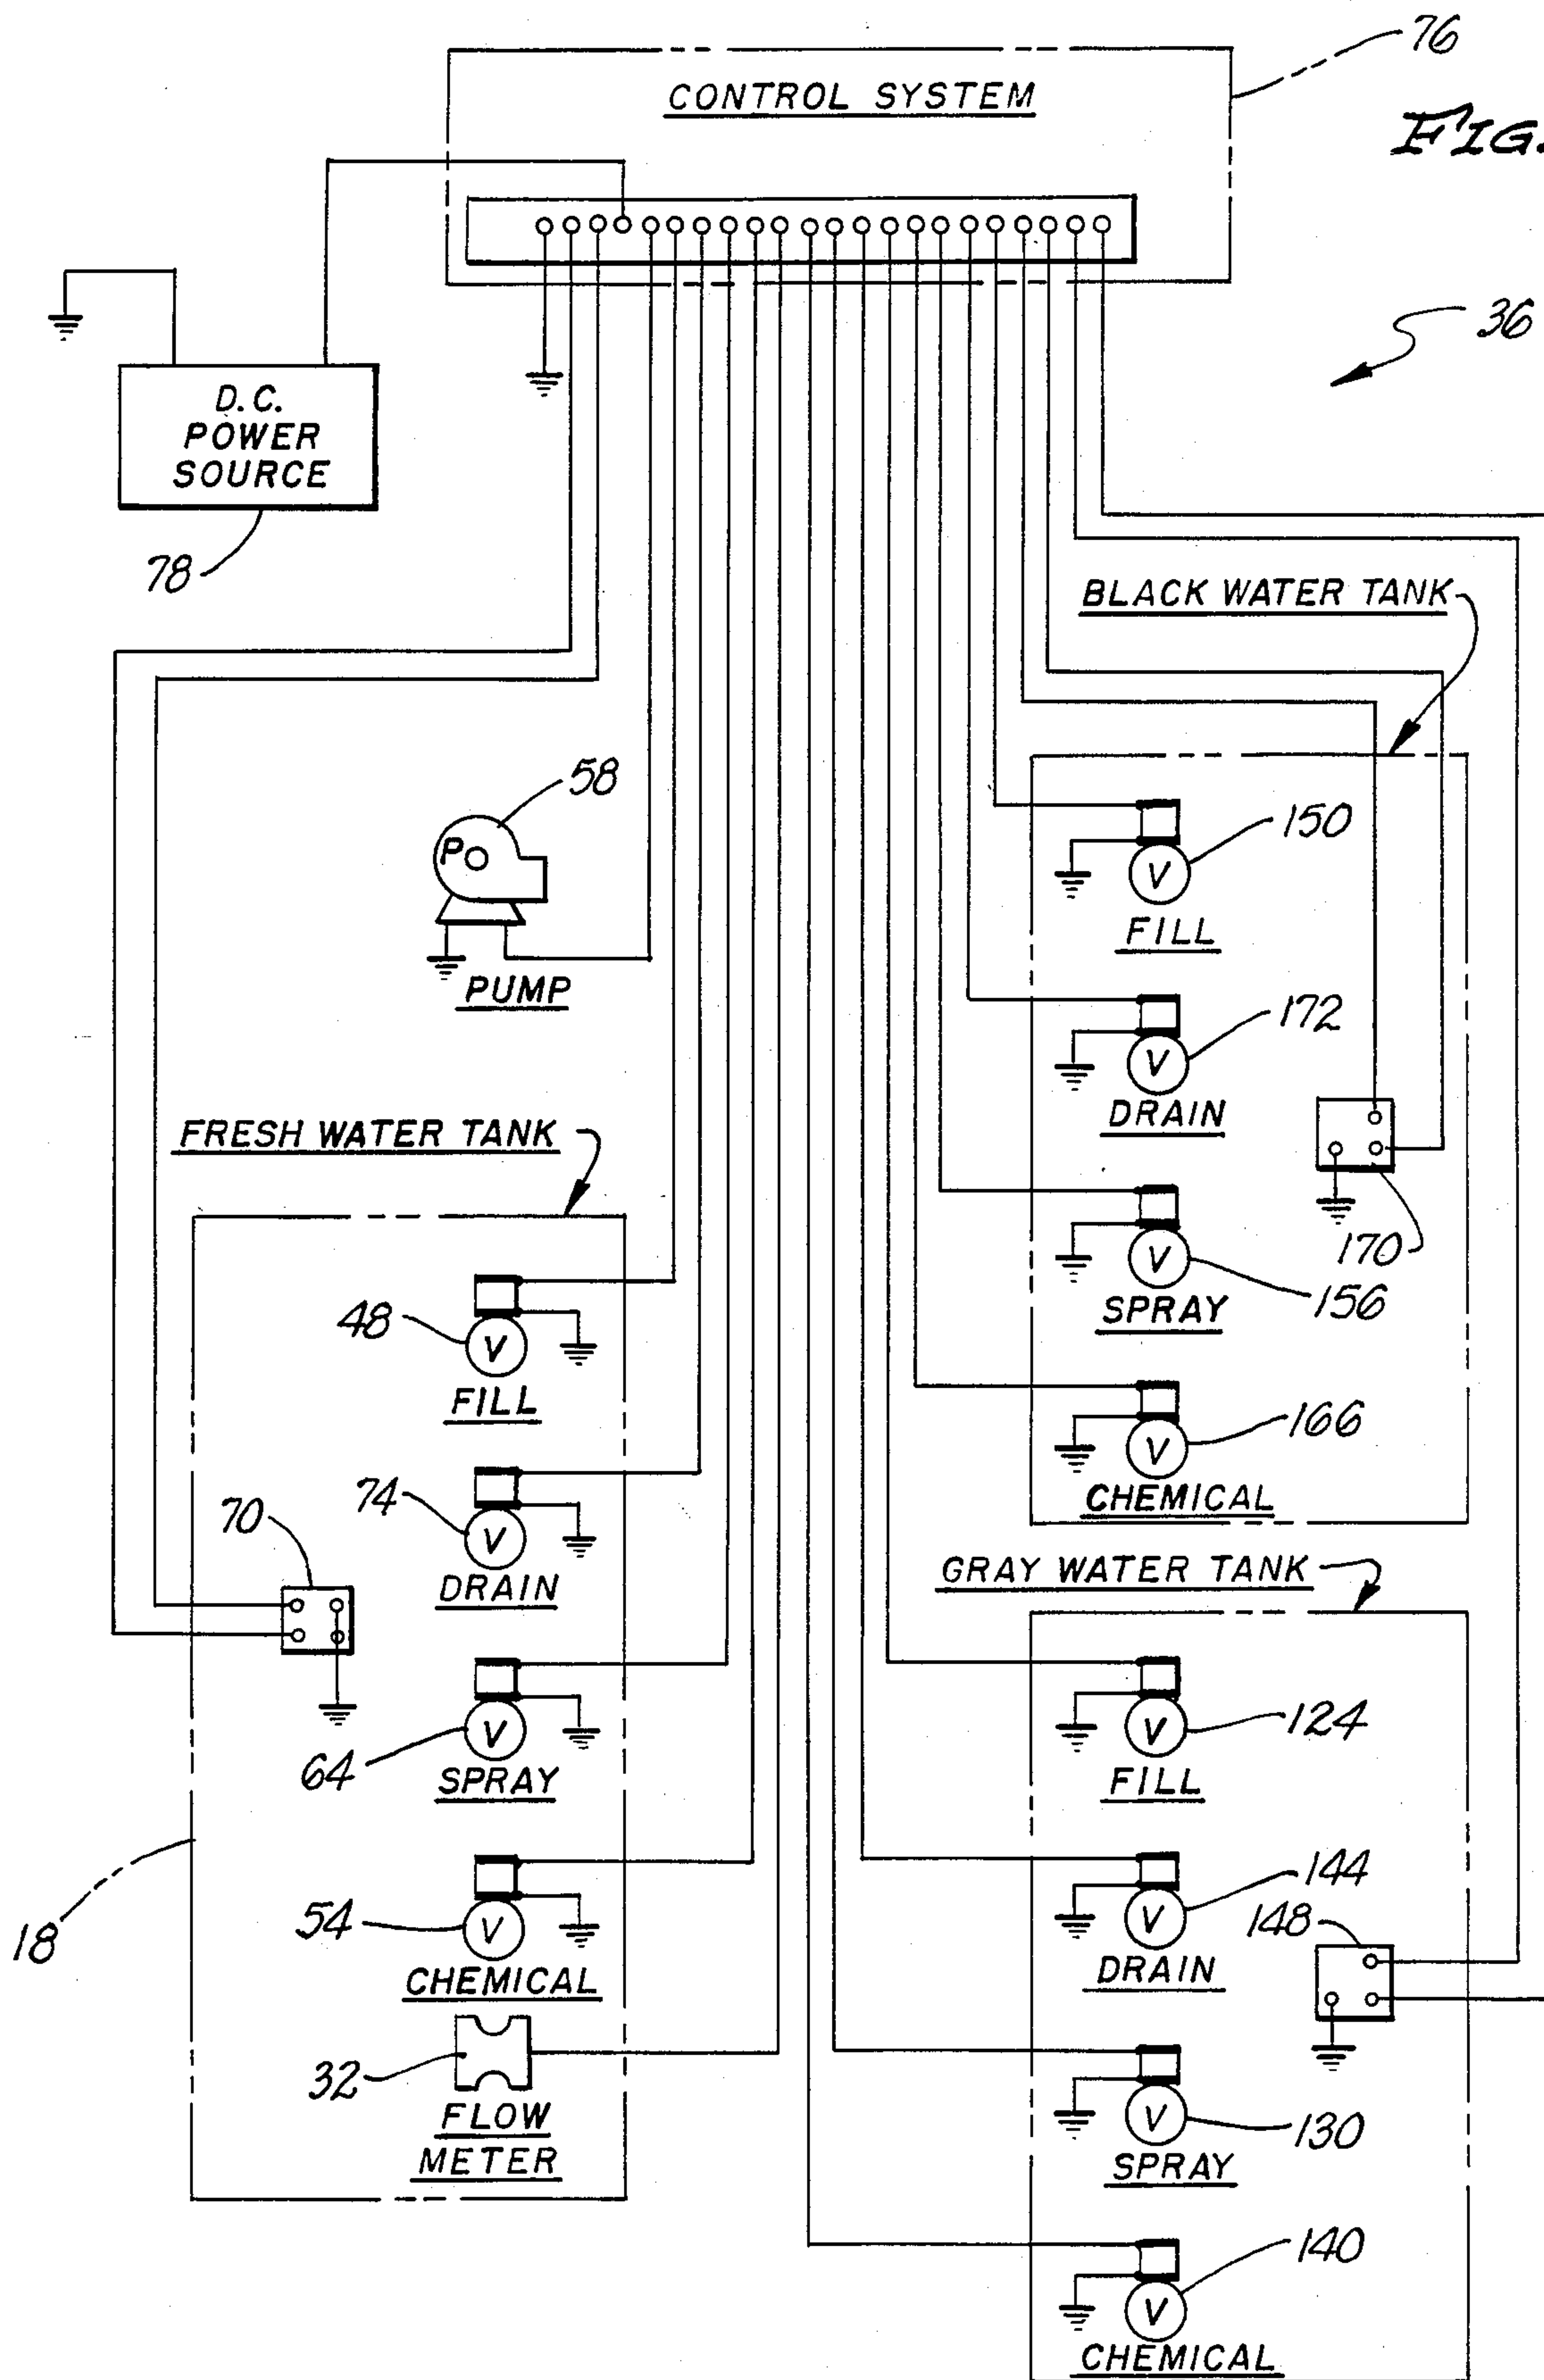 76
CONTROL SYSTEM
FIG.
36
D.C.
POWER
SOURCE
78
BLACK WATER TANK
58
P
PUMP
150
V
FILL
172
V
DRAIN
170
V
156
SPRAY
166
V
CHEMICAL
FRESH WATER TANK
48
V
FILL
74
V
DRAIN
70
64
V
SPRAY
54
V
CHEMICAL
18
32
FLOW
METER
GRAY WATER TANK
124
V
FILL
144
V
DRAIN
148
130
V
SPRAY
140
V
CHEMICAL